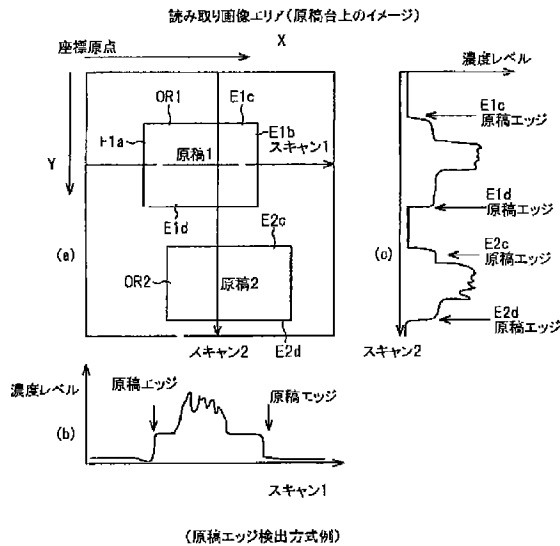 読み取り画像エリア(原稿台上のイメージ)
X
座標原点
濃度レベル
OR1
E1c
E1a
E1b
原稿1
スキャン1
Y
E1d
(a)
E2c
OR2
原稿2
スキャン2
E2d
E1c
原稿エッジ
E1d
原稿エッジ
(c)
E2c
原稿エッジ
E2d
原稿エッジ
スキャン2
濃度レベル
原稿エッジ
原稿エッジ
(b)
スキャン1
(原稿エッジ検出方式例)